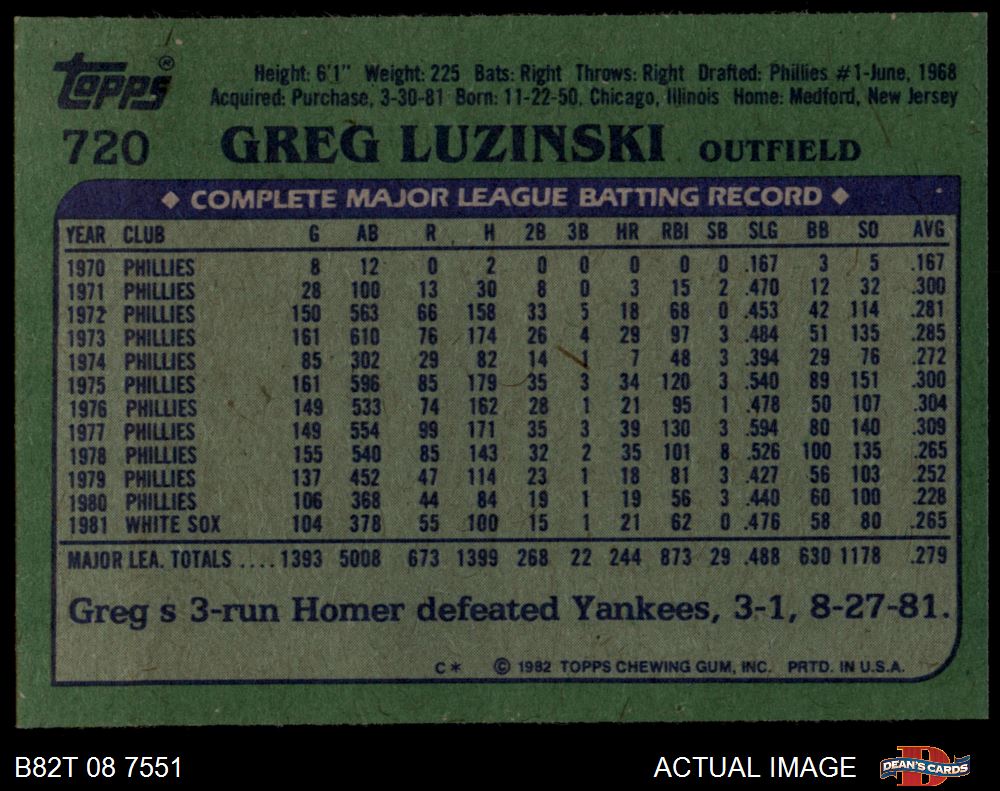 TOPPS®
Height: 6'1" Weight: 225 Bats: Right Throws: Right Drafted: Phillies #1-June, 1968
Acquired: Purchase, 3-30-81 Born: 11-22-50, Chicago, Illinois Home: Medford, New Jersey
720 GREG LUZINSKI OUTFIELD
◆ COMPLETE MAJOR LEAGUE BATTING RECORD ◆
YEAR CLUB G AB R H 2B 3B HR RBI SB SLG BB SO AVG
1970 PHILLIES 8 12 0 2 0 0 0 0 0 .167 3 5 .167
1971 PHILLIES 28 100 13 30 8 0 3 15 2 .470 12 32 .300
1972 PHILLIES 150 563 66 158 33 5 18 68 0 .453 42 114 .281
1973 PHILLIES 161 610 76 174 26 4 29 97 3 .484 51 135 .285
1974 PHILLIES 85 302 29 82 14 1 7 48 3 .394 29 76 .272
1975 PHILLIES 161 596 85 179 35 3 34 120 3 .540 89 151 .300
1976 PHILLIES 149 533 74 162 28 1 21 95 1 .478 50 107 .304
1977 PHILLIES 149 554 99 171 35 3 39 130 3 .594 80 140 .309
1978 PHILLIES 155 540 85 143 32 2 35 101 8 .526 100 135 .265
1979 PHILLIES 137 452 47 114 23 1 18 81 3 .427 56 103 .252
1980 PHILLIES 106 368 44 84 19 1 19 56 3 .440 60 100 .228
1981 WHITE SOX 104 378 55 100 15 1 21 62 0 .476 58 80 .265
MAJOR LEA. TOTALS ....1393 5008 673 1399 268 22 244 873 29 .488 630 1178 .279
Greg s 3-run Homer defeated Yankees, 3-1, 8-27-81.
C* © 1982 TOPPS CHEWING GUM, INC. PRTD. IN U.S.A.
B82T 08 7551 ACTUAL IMAGE D DEAN'S CARDS